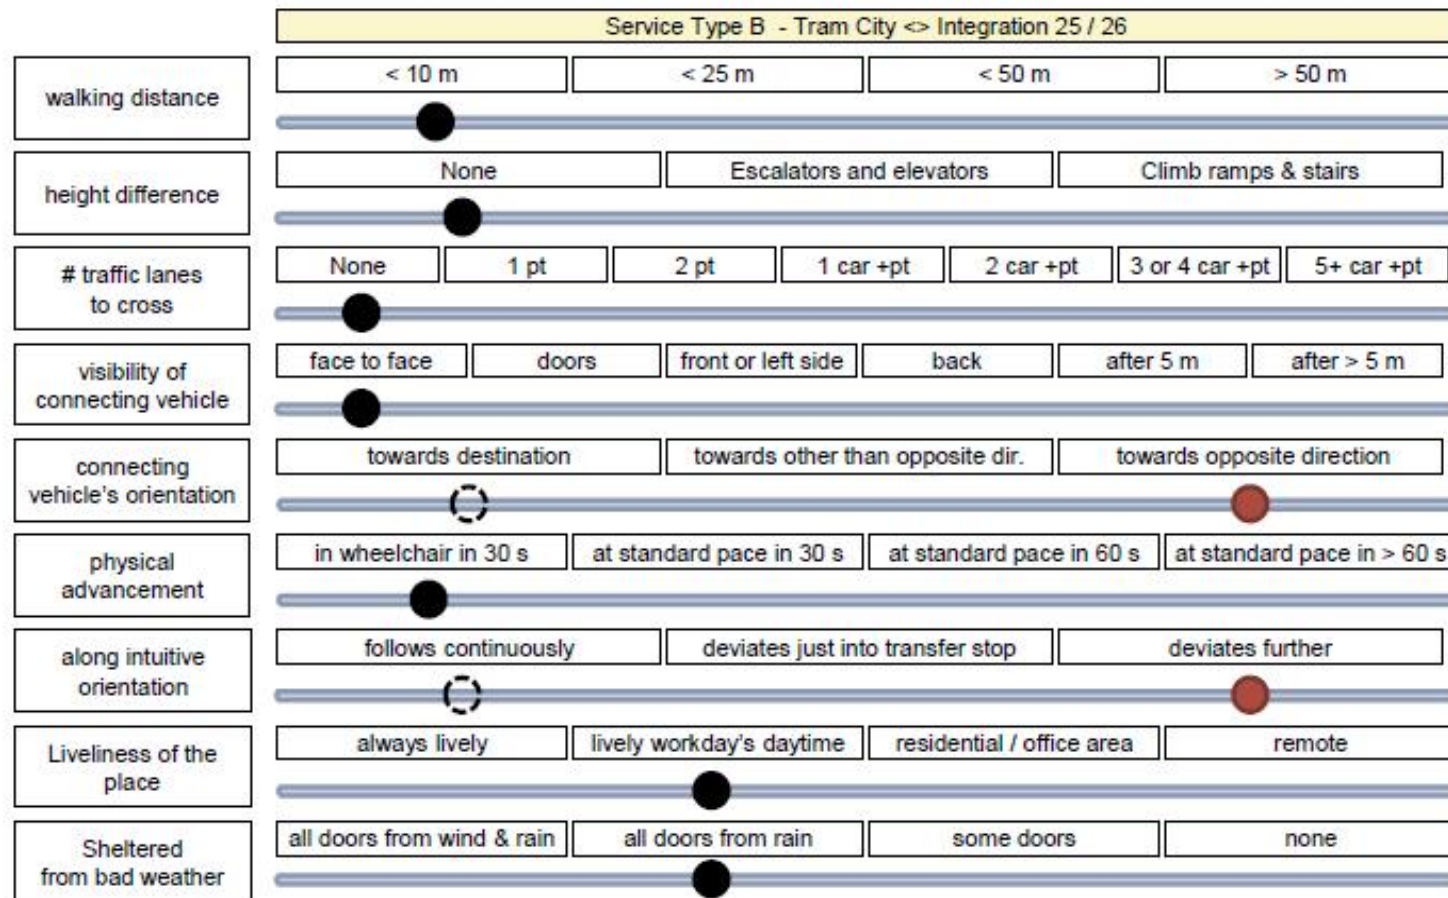 Service Type B - Tram City <> Integration 25 / 26
walking distance
< 10 m
< 25 m
< 50 m
> 50 m
height difference
None
Escalators and elevators
Climb ramps & stairs
# traffic lanes
to cross
None
1 pt
2 pt
1 car +pt
2 car +pt
3 or 4 car +pt
5+ car +pt
visibility of
connecting vehicle
face to face
doors
front or left side
back
after 5 m
after > 5 m
connecting
vehicle's orientation
towards destination
towards other than opposite dir.
towards opposite direction
physical
advancement
in wheelchair in 30 s
at standard pace in 30 s
at standard pace in 60 s
at standard pace in > 60 s
along intuitive
orientation
follows continuously
deviates just into transfer stop
deviates further
Liveliness of the
place
always lively
lively workday's daytime
residential / office area
remote
Sheltered
from bad weather
all doors from wind & rain
all doors from rain
some doors
none